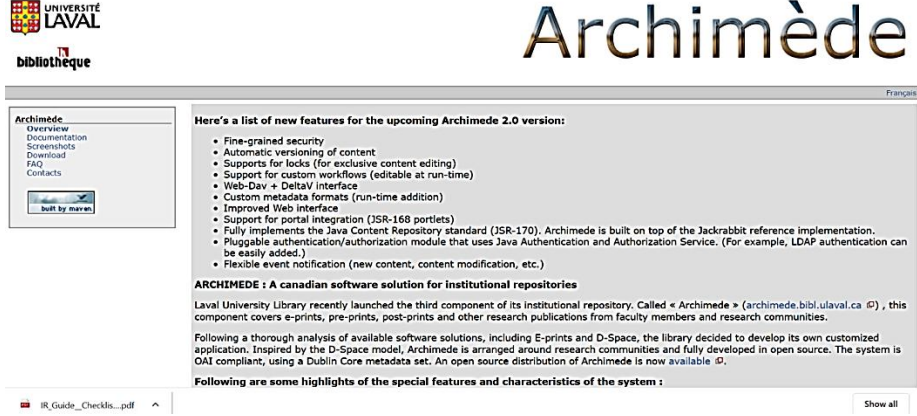 UNIVERSITÉ
LAVAL
bibliothèque
Archimède
Français
Archimède
Overview
Documentation
Screenshots
Download
FAQ
Contacts
built by maven
Here's a list of new features for the upcoming Archimede 2.0 version:
• Fine-grained security
• Automatic versioning of content
• Supports for locks (for exclusive content editing)
• Support for custom workflows (editable at run-time)
• Web-Dav + DeltaV interface
• Custom metadata formats (run-time addition)
• Improved Web interface
• Support for portal integration (JSR-168 portlets)
• Fully implements the Java Content Repository standard (JSR-170). Archimede is built on top of the Jackrabbit reference implementation.
• Pluggable authentication/authorization module that uses Java Authentication and Authorization Service. (For example, LDAP authentication can
be easily added.)
• Flexible event notification (new content, content modification, etc.)
ARCHIMEDE : A canadian software solution for institutional repositories
Laval University Library recently launched the third component of its institutional repository. Called « Archimede » (archimede.bibl.ulaval.ca ) , this
component covers e-prints, pre-prints, post-prints and other research publications from faculty members and research communities.
Following a thorough analysis of available software solutions, including E-prints and D-Space, the library decided to develop its own customized
application. Inspired by the D-Space model, Archimede is arranged around research communities and fully developed in open source. The system is
OAI compliant, using a Dublin Core metadata set. An open source distribution of Archimede is now available .
Following are some highlights of the special features and characteristics of the system :
IR_Guide__Checklis....pdf
Show all